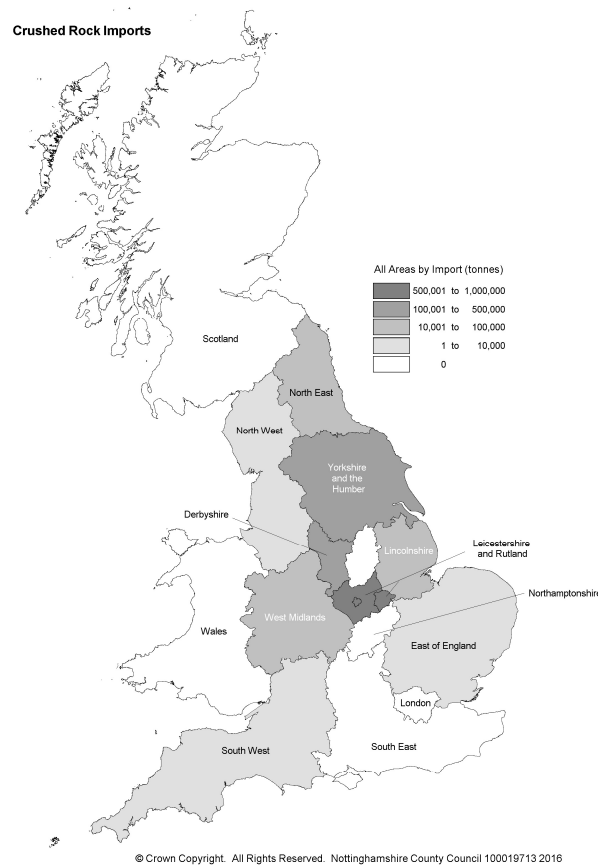 Crushed Rock Imports
All Areas by Import (tonnes)
500,001 to 1,000,000
100,001 to 500,000
10,001 to 100,000
1 to 10,000
0
Scotland
North East
North West
Yorkshire
and the
Humber
Derbyshire
Lincolnshire
Leicestershire
and Rutland
Northamptonshire
West Midlands
Wales
East of England
London
South East
South West
© Crown Copyright. All Rights Reserved. Nottinghamshire County Council 100019713 2016